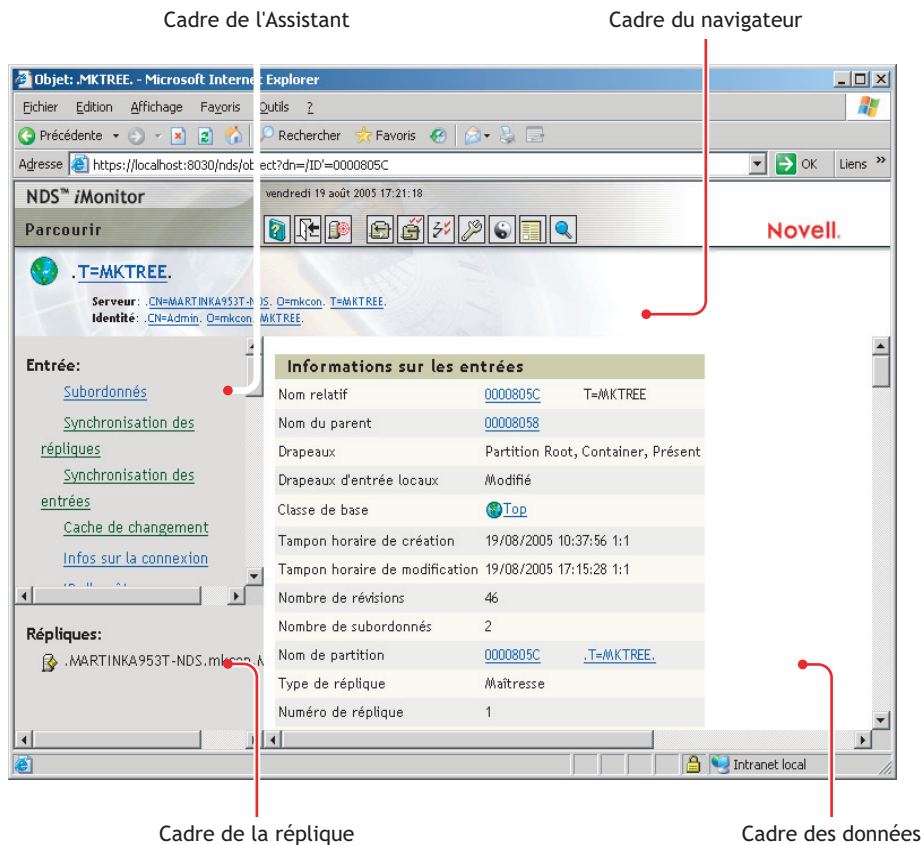 Cadre de l'Assistant
Cadre du navigateur
Objet: .MKTREE. - Microsoft Internet Explorer
Fichier Edition Affichage Favoris Outils ?
Précédente Rechercher Favoris
Adresse https://localhost:8030/nds/object?dn=/ID'=0000805C OK Liens »
NDS™ iMonitor vendredi 19 août 2005 17:21:18
Parcourir
Novell.
.T=MKTREE.
Serveur: .CN=MARTINKA953T-NDS. O=mkcon. T=MKTREE.
Identité: .CN=Admin. O=mkcon. MKTREE.
Entrée:
Subordonnés
Synchronisation des
répliques
Synchronisation des
entrées
Cache de changement
Infos sur la connexion
Répliques:
.MARTINKA953T-NDS.mkcon.M
Informations sur les entrées
Nom relatif 0000805C T=MKTREE
Nom du parent 00008058
Drapeaux Partition Root, Container, Présent
Drapeaux d'entrée locaux Modifié
Classe de base Top
Tampon horaire de création 19/08/2005 10:37:56 1:1
Tampon horaire de modification 19/08/2005 17:15:28 1:1
Nombre de révisions 46
Nombre de subordonnés 2
Nom de partition 0000805C .T=MKTREE.
Type de réplique Maîtresse
Numéro de réplique 1
Intranet local
Cadre de la réplique
Cadre des données